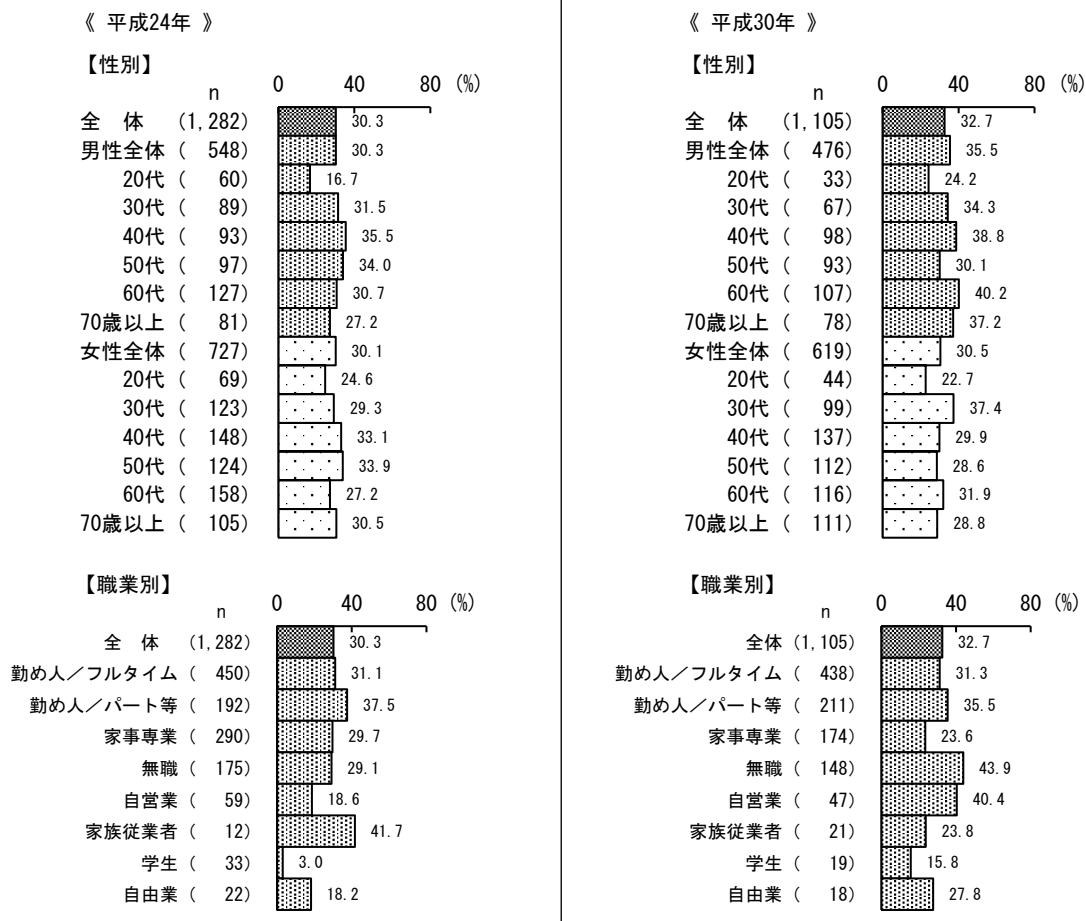 《 平成24年 》
【性別】
0 40 80 (%)
n
全 体 (1,282) 30.3
男性全体 ( 548) 30.3
20代 ( 60) 16.7
30代 ( 89) 31.5
40代 ( 93) 35.5
50代 ( 97) 34.0
60代 ( 127) 30.7
70歳以上 ( 81) 27.2
女性全体 ( 727) 30.1
20代 ( 69) 24.6
30代 ( 123) 29.3
40代 ( 148) 33.1
50代 ( 124) 33.9
60代 ( 158) 27.2
70歳以上 ( 105) 30.5
【職業別】
0 40 80 (%)
n
全 体 (1,282) 30.3
勤め人／フルタイム ( 450) 31.1
勤め人／パート等 ( 192) 37.5
家事専業 ( 290) 29.7
無職 ( 175) 29.1
自営業 ( 59) 18.6
家族従業者 ( 12) 41.7
学生 ( 33) 3.0
自由業 ( 22) 18.2
《 平成30年 》
【性別】
0 40 80 (%)
n
全 体 (1,105) 32.7
男性全体 ( 476) 35.5
20代 ( 33) 24.2
30代 ( 67) 34.3
40代 ( 98) 38.8
50代 ( 93) 30.1
60代 ( 107) 40.2
70歳以上 ( 78) 37.2
女性全体 ( 619) 30.5
20代 ( 44) 22.7
30代 ( 99) 37.4
40代 ( 137) 29.9
50代 ( 112) 28.6
60代 ( 116) 31.9
70歳以上 ( 111) 28.8
【職業別】
0 40 80 (%)
n
全体 (1,105) 32.7
勤め人／フルタイム ( 438) 31.3
勤め人／パート等 ( 211) 35.5
家事専業 ( 174) 23.6
無職 ( 148) 43.9
自営業 ( 47) 40.4
家族従業者 ( 21) 23.8
学生 ( 19) 15.8
自由業 ( 18) 27.8